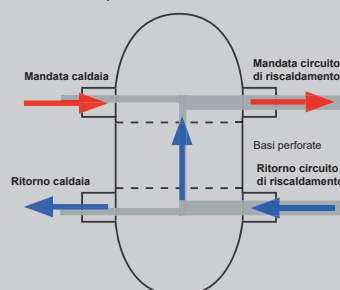 Mandata caldaia
Mandata circuito
di riscaldamento
Basi perforate
Ritorno caldaia
Ritorno circuito
di riscaldamento